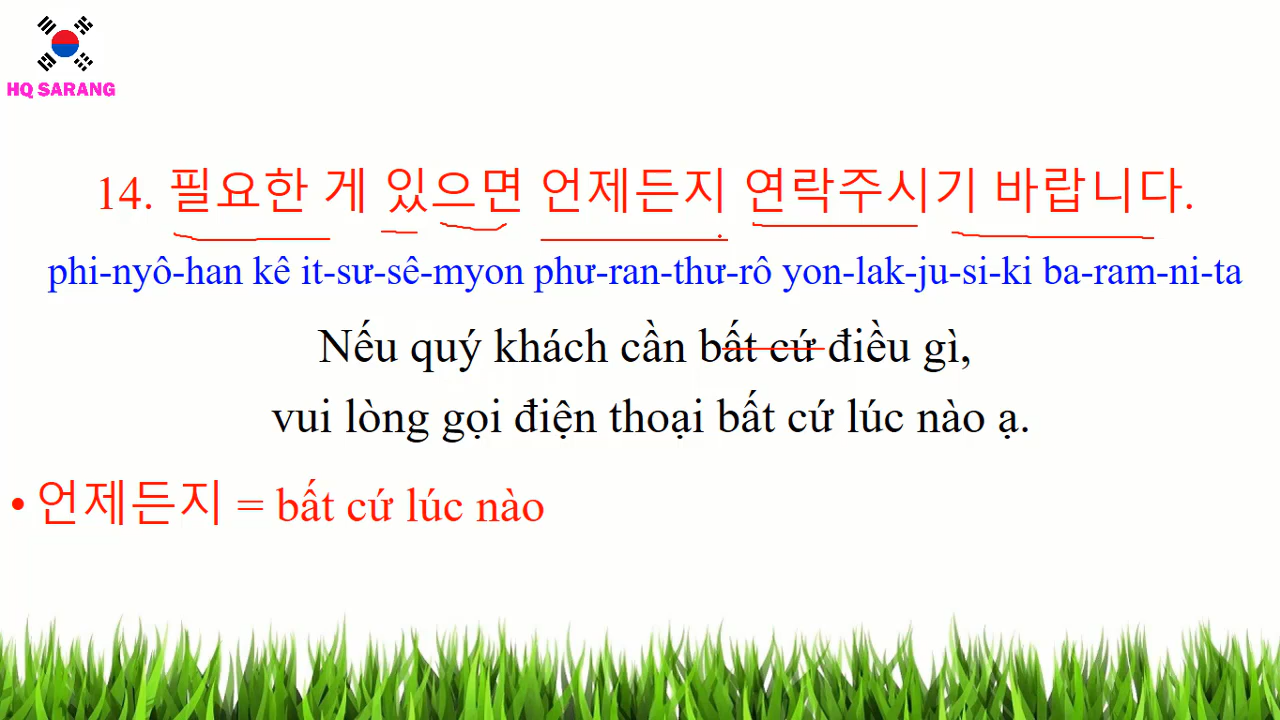 HQ SARANG
14. 필요한 게 있으면 언제든지 연락주시기 바랍니다.
phi-nyô-han kê it-sư-sê-myon phư-ran-thư-rô yon-lak-ju-si-ki ba-ram-ni-ta
Nếu quý khách cần bất cứ điều gì,
vui lòng gọi điện thoại bất cứ lúc nào ạ.
• 언제든지 = bất cứ lúc nào